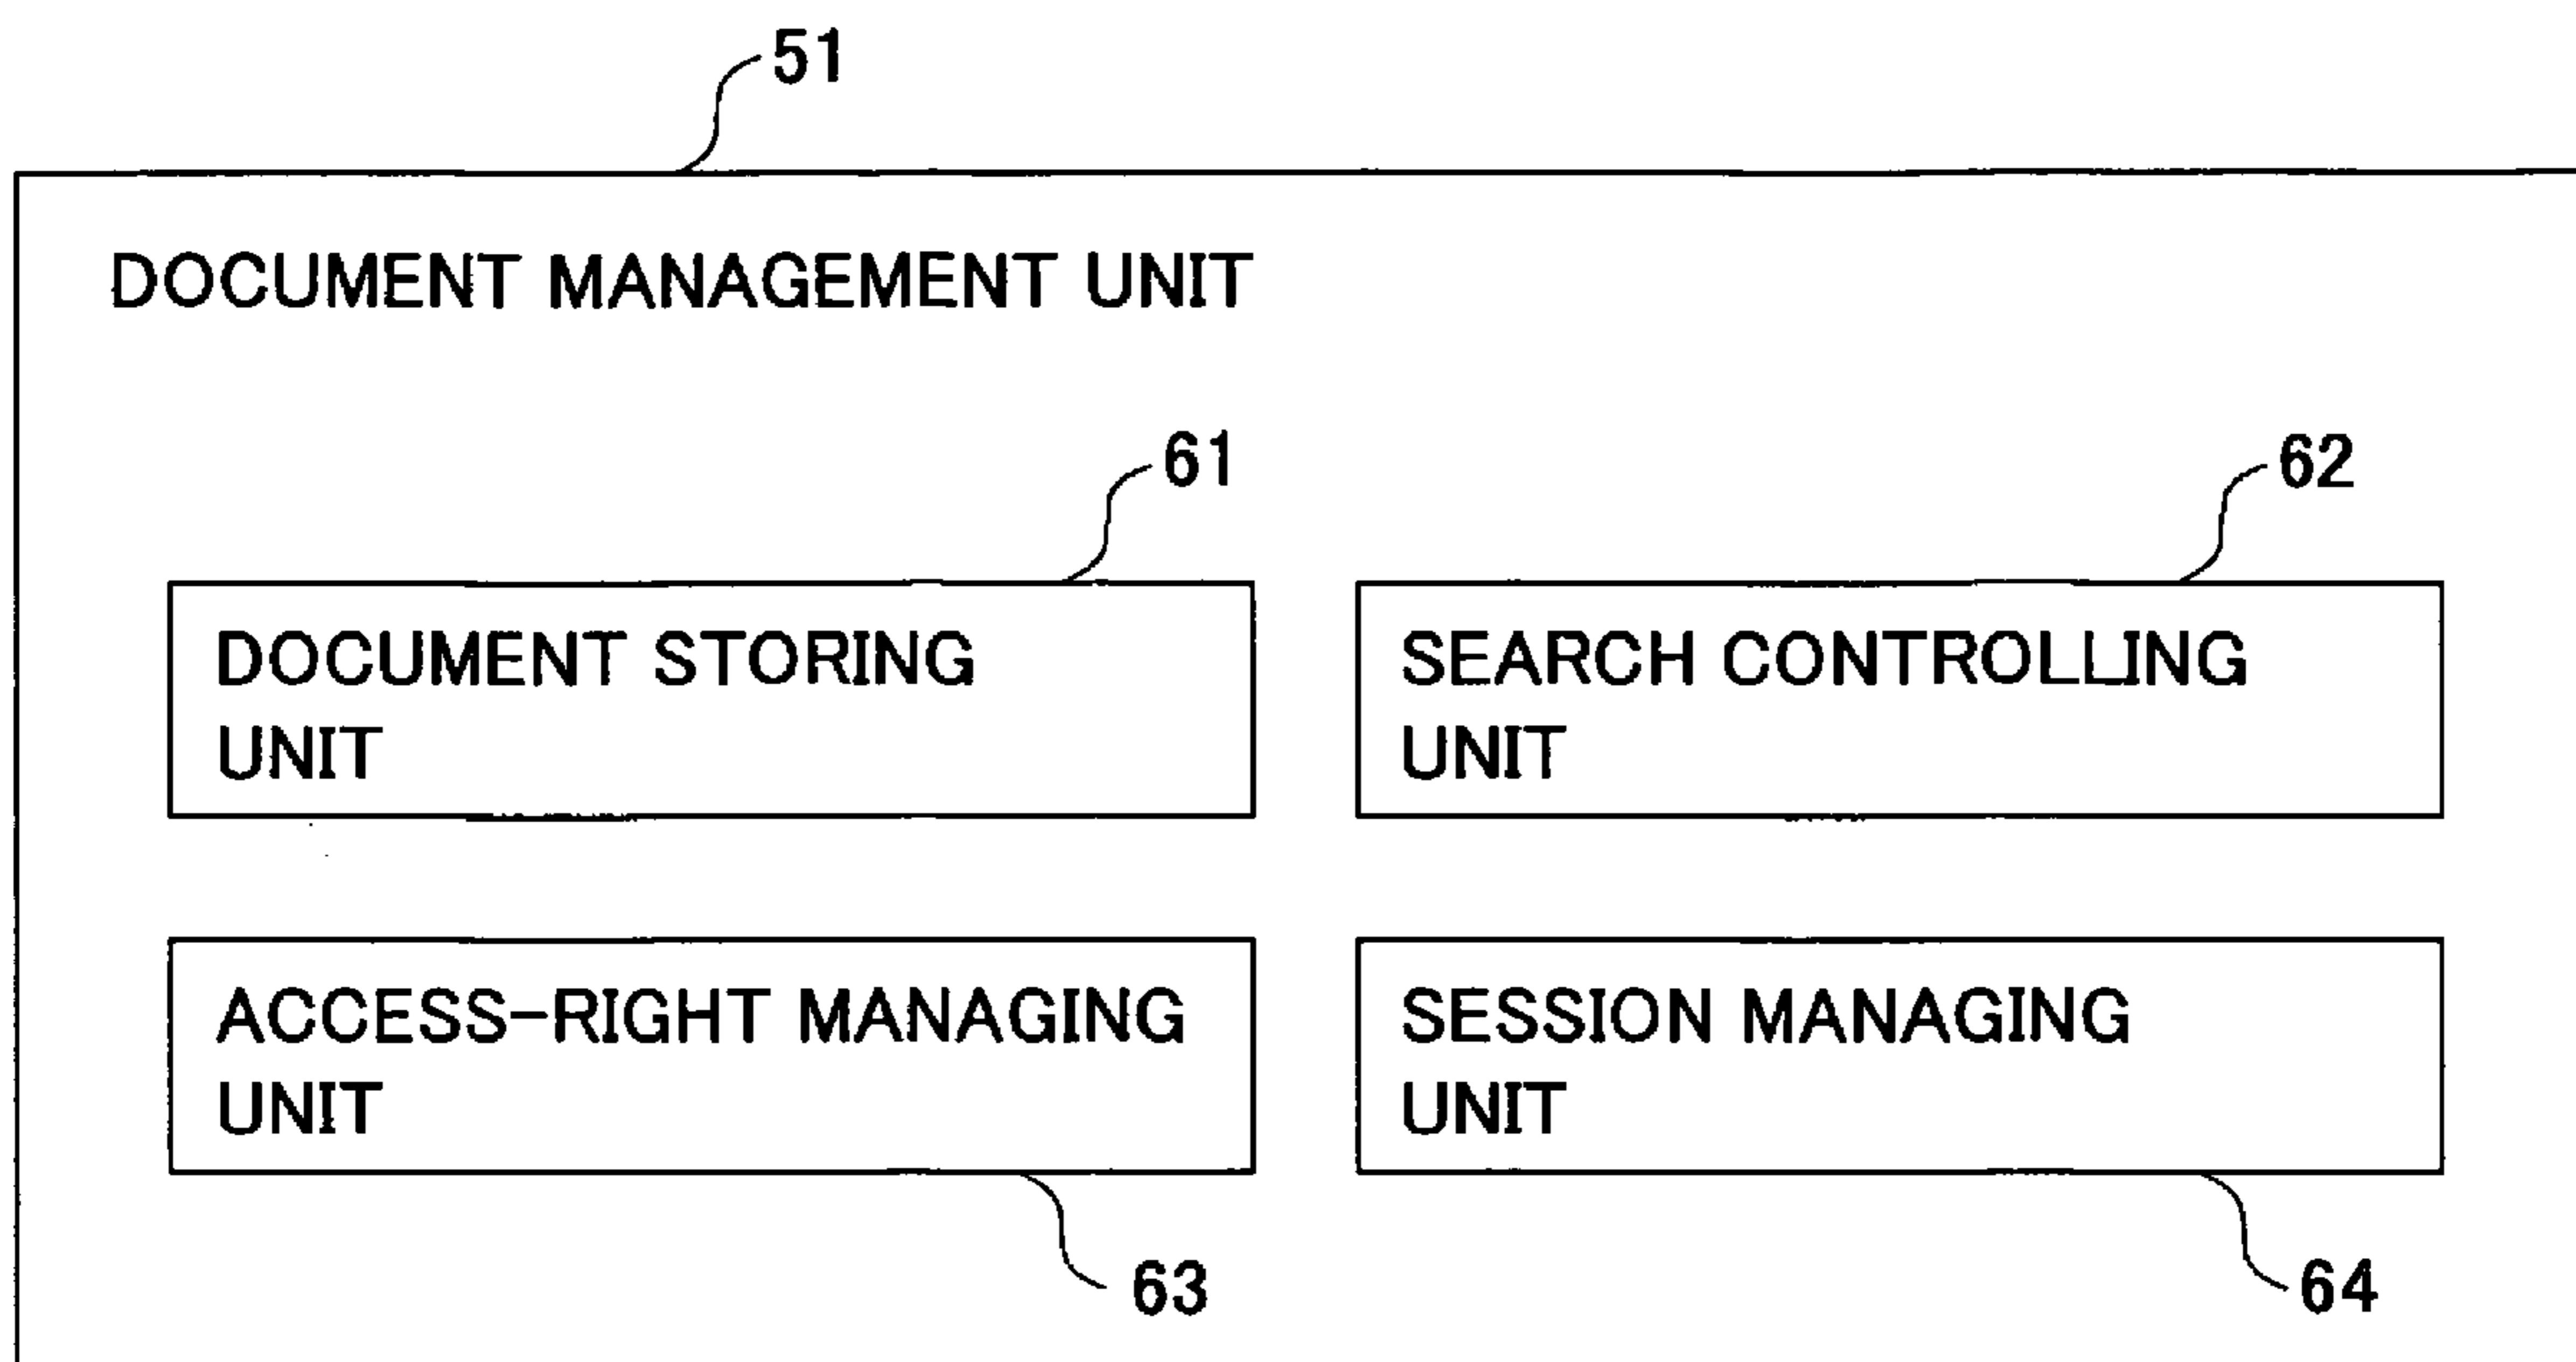 51
DOCUMENT MANAGEMENT UNIT
61
62
DOCUMENT STORING
UNIT
SEARCH CONTROLLING
UNIT
ACCESS-RIGHT MANAGING
UNIT
SESSION MANAGING
UNIT
63
64